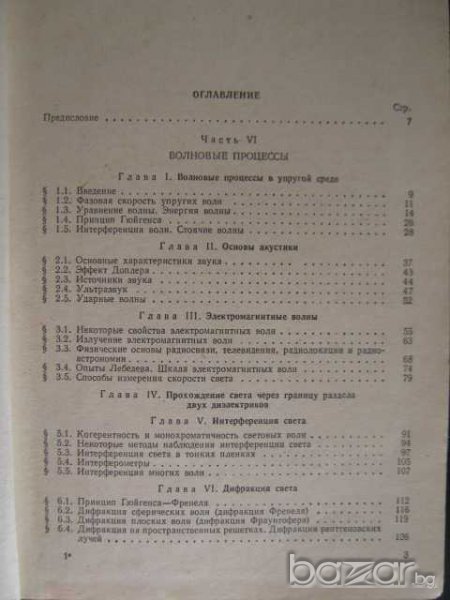 ОГЛАВЛЕНИЕ
Стр.
Предисловие . . . . . . . . . . 7
Часть VI
ВОЛНОВЫЕ ПРОЦЕССЫ
Глава I. Волновые процессы в упругой среде
§ 1.1. Введение . . . . . . . . . . 9
§ 1.2. Фазовая скорость упругих волн . . . . . . . . . . 11
§ 1.3. Уравнение волны. Энергия волны . . . . . . . . . . 14
§ 1.4. Принцип Гюйгенса . . . . . . . . . . 26
§ 1.5. Интерференция волн. Стоячие волны . . . . . . . . . . 28
Глава II. Основы акустики
§ 2.1. Основные характеристики звука . . . . . . . . . . 37
§ 2.2. Эффект Доплера . . . . . . . . . . 43
§ 2.3. Источники звука . . . . . . . . . . 44
§ 2.4. Ультразвук . . . . . . . . . . 47
§ 2.5. Ударные волны . . . . . . . . . . 52
Глава III. Электромагнитные волны
§ 3.1. Некоторые свойства электромагнитных волн . . . . . 55
§ 3.2. Излучение электромагнитных волн . . . . . . . . . . 63
§ 3.3. Физические основы радиосвязи, телевидения, радиолокации и радио-
астрономии . . . . . . . . . . 68
§ 3.4. Опыты Лебедева. Шкала электромагнитных волн . . . . . 74
§ 3.5. Способы измерения скорости света . . . . . . . . . . 79
Глава IV. Прохождение света через границу раздела
двух диэлектриков
Глава V. Интерференция света
§ 5.1. Когерентность и монохроматичность световых волн . . . . . 91
§ 5.2. Некоторые методы наблюдения интерференции света . . . . . 94
§ 5.3. Интерференция света в тонких пленках . . . . . . . . . . 97
§ 5.4. Интерферометры . . . . . . . . . . 105
§ 5.5. Интерференция многих волн . . . . . . . . . . 107
Глава VI. Дифракция света
§ 6.1. Принцип Гюйгенса—Френеля . . . . . . . . . . 112
§ 6.2. Дифракция сферических волн (дифракция Френеля) . . . . . 116
§ 6.3. Дифракция плоских волн (дифракция Фраунгофера) . . . . . 119
§ 6.4. Дифракция на пространственных решетках. Дифракция рентгеновских
лучей . . . . . . . . . . 136
1* 3
bazar.bg